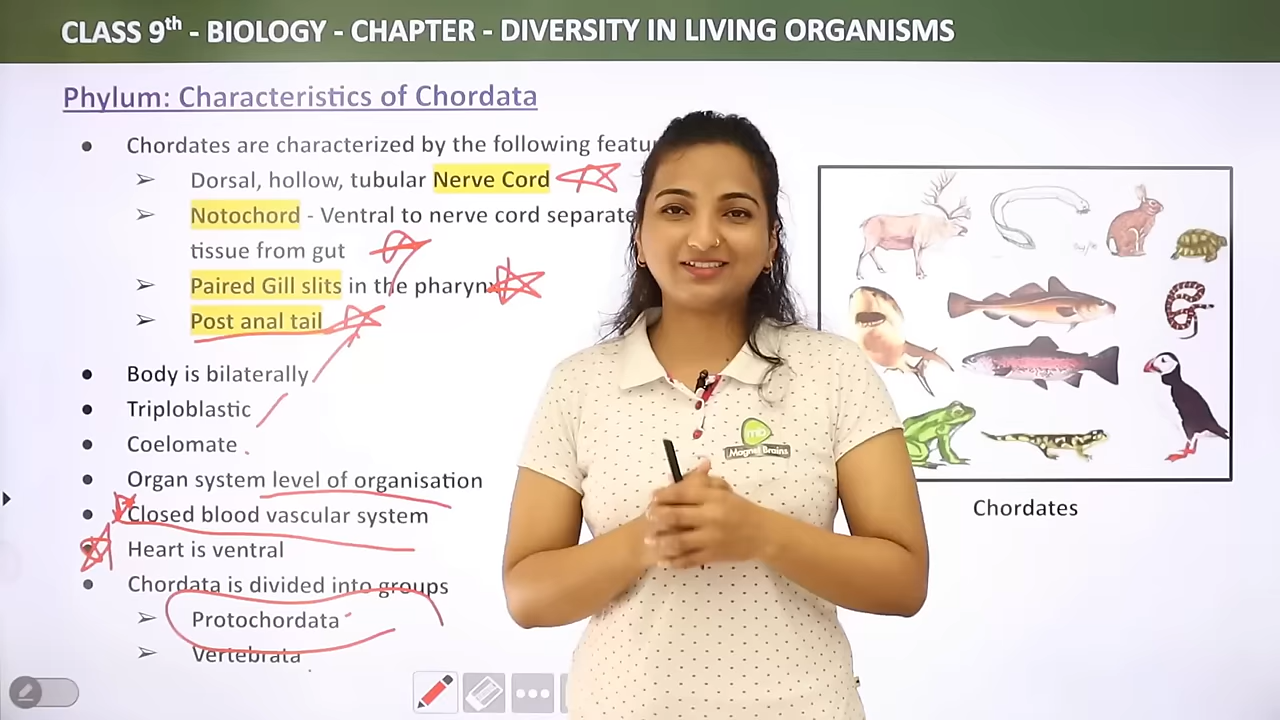 CLASS 9th - BIOLOGY - CHAPTER - DIVERSITY IN LIVING ORGANISMS
Phylum: Characteristics of Chordata
Chordates are characterized by the following featu
Dorsal, hollow, tubular Nerve Cord
Notochord - Ventral to nerve cord separate
tissue from gut
Paired Gill slits in the pharyn
Post anal tail
Body is bilaterally
Triploblastic
Coelomate
Organ system level of organisation
Closed blood vascular system
Heart is ventral
Chordata is divided into groups
Protochordata
Vertebrata
Chordates
mb
Magnet Brains